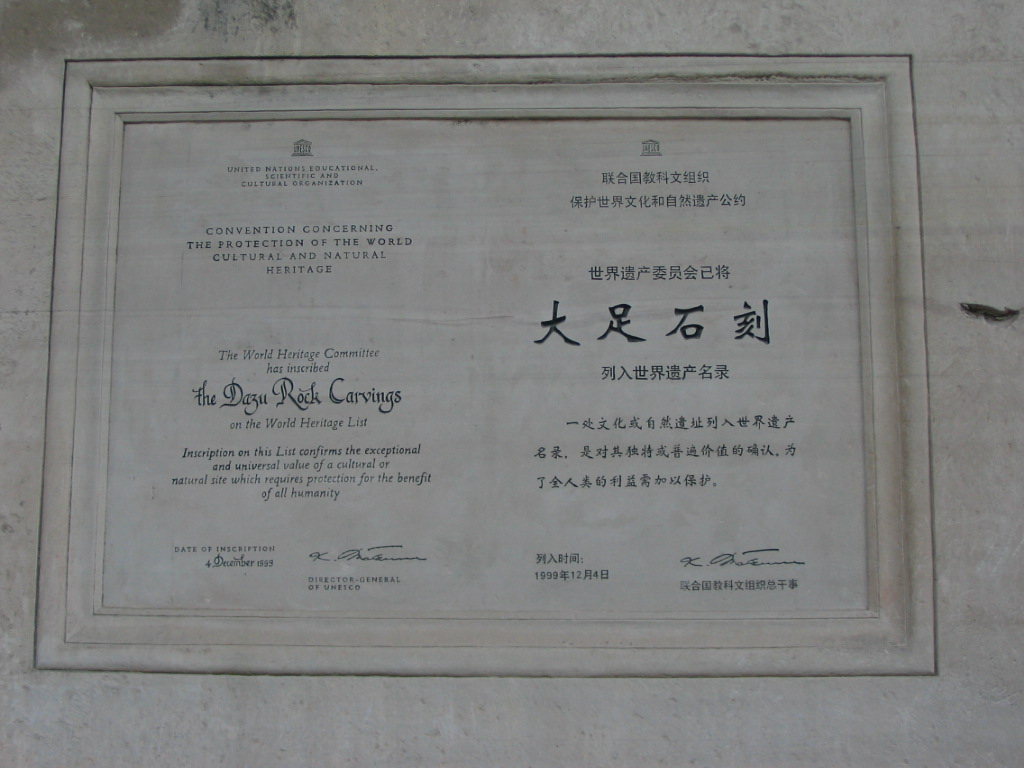 UNESCO
UNITED NATIONS EDUCATIONAL,
SCIENTIFIC AND
CULTURAL ORGANIZATION
CONVENTION CONCERNING
THE PROTECTION OF THE WORLD
CULTURAL AND NATURAL
HERITAGE
The World Heritage Committee
has inscribed
the Dazu Rock Carvings
on the World Heritage List
Inscription on this List confirms the exceptional
and universal value of a cultural or
natural site which requires protection for the benefit
of all humanity
DATE OF INSCRIPTION
4 December 1999
DIRECTOR-GENERAL
OF UNESCO
UNESCO
联合国教科文组织
保护世界文化和自然遗产公约
世界遗产委员会已将
大足石刻
列入世界遗产名录
一处文化或自然遗址列入世界遗产
名录，是对其独特或普遍价值的确认，为
了全人类的利益需加以保护。
列入时间：
1999年12月4日
联合国教科文组织总干事